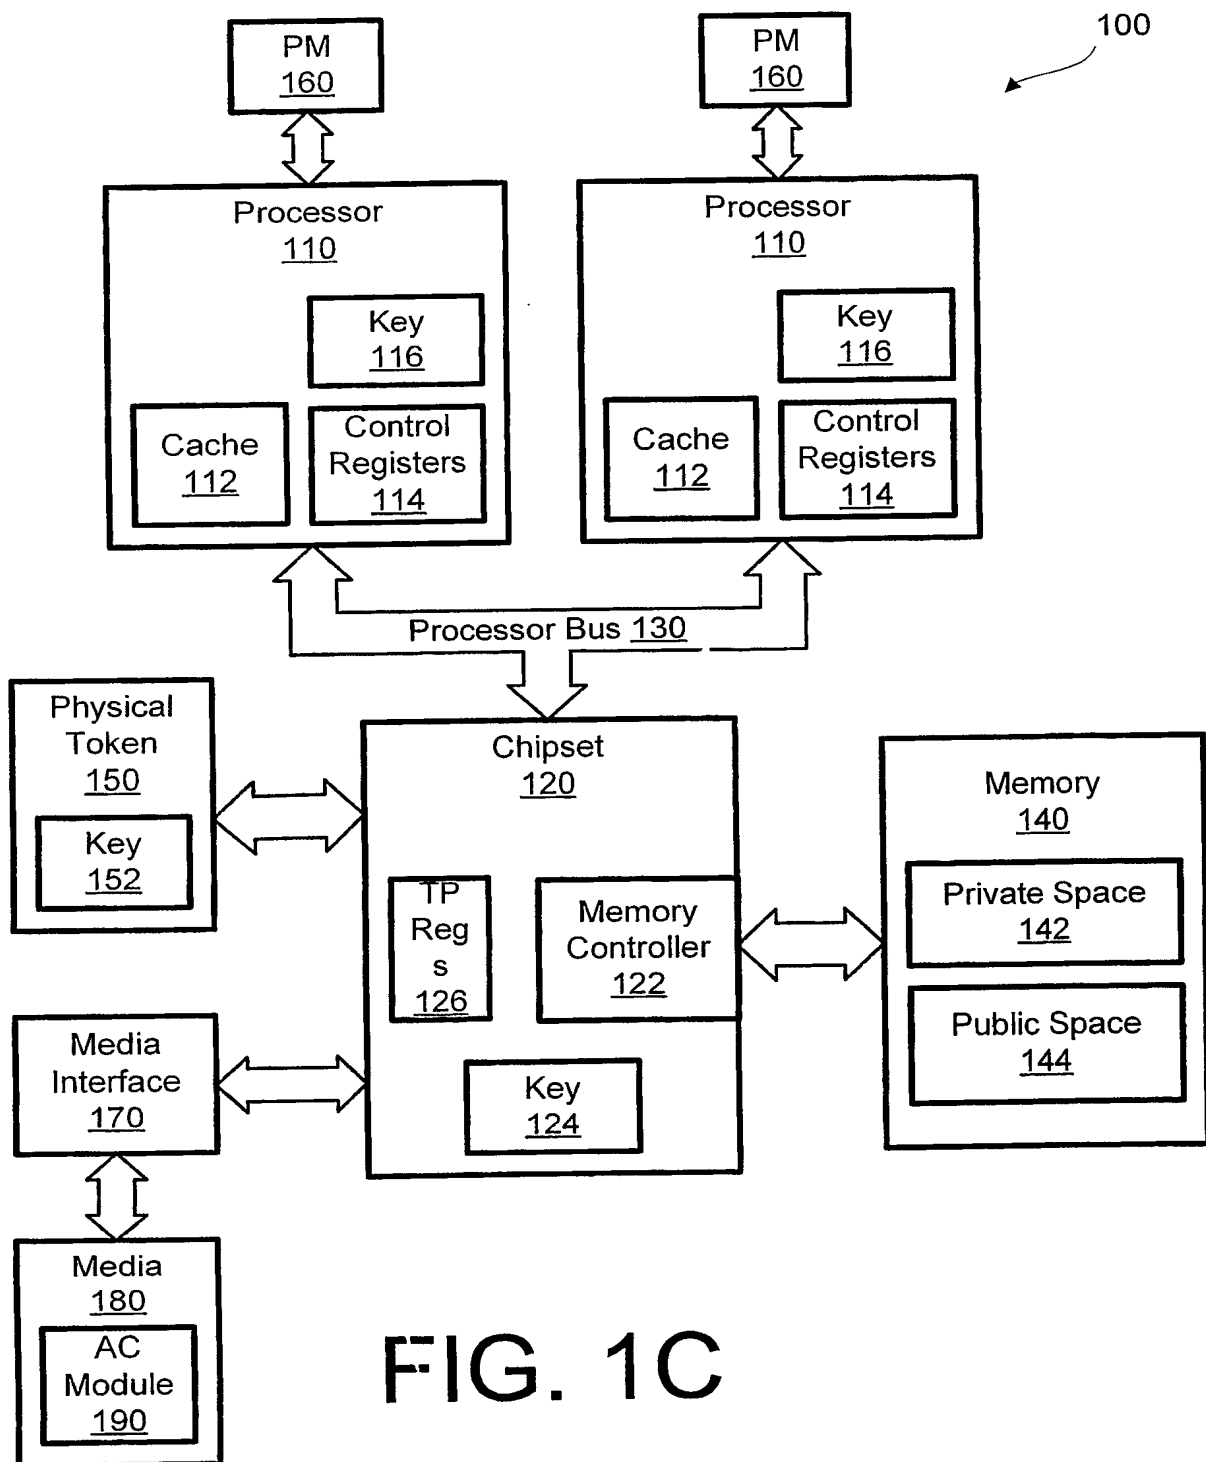 100
PM
160
PM
160
Processor
110
Key
116
Cache
112
Control
Registers
114
Processor
110
Key
116
Cache
112
Control
Registers
114
Processor Bus 130
Physical
Token
150
Key
152
Chipset
120
TP
Reg
s
126
Memory
Controller
122
Key
124
Memory
140
Private Space
142
Public Space
144
Media
Interface
170
Media
180
AC
Module
190
FIG. 1C